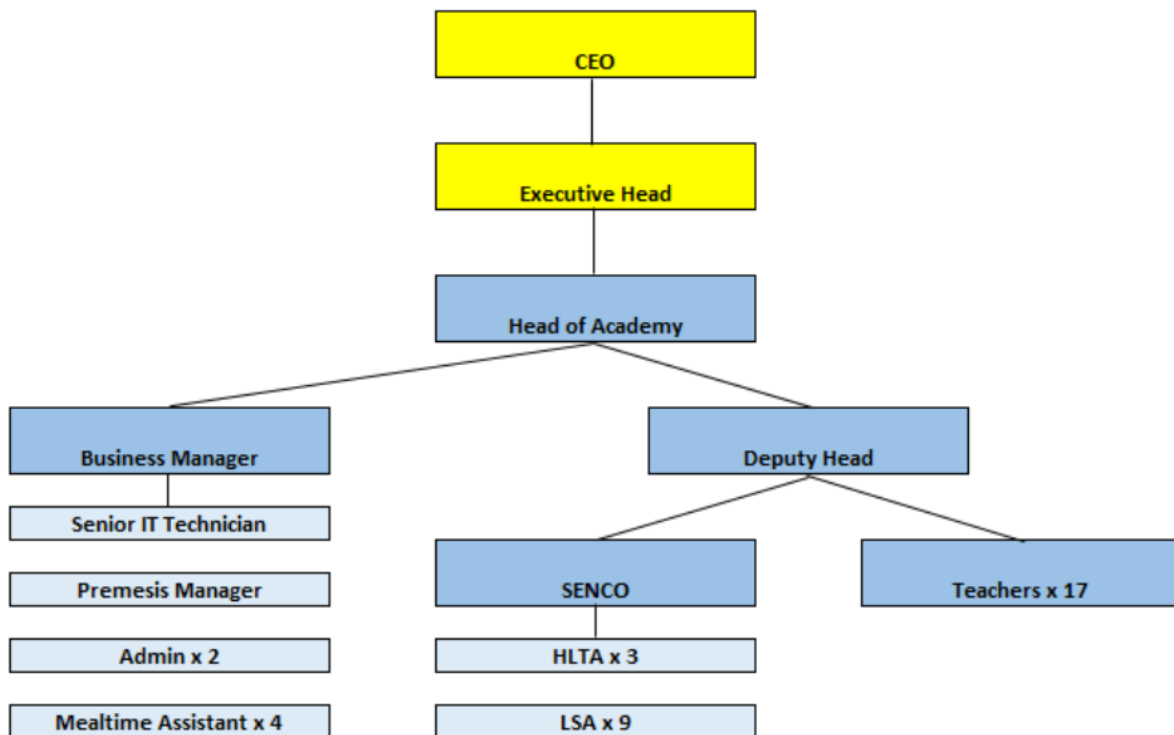 CEO
Executive Head
Head of Academy
Business Manager
Deputy Head
Senior IT Technician
Premesis Manager
Admin x 2
Mealtime Assistant x 4
SENCO
Teachers x 17
HLTA x 3
LSA x 9